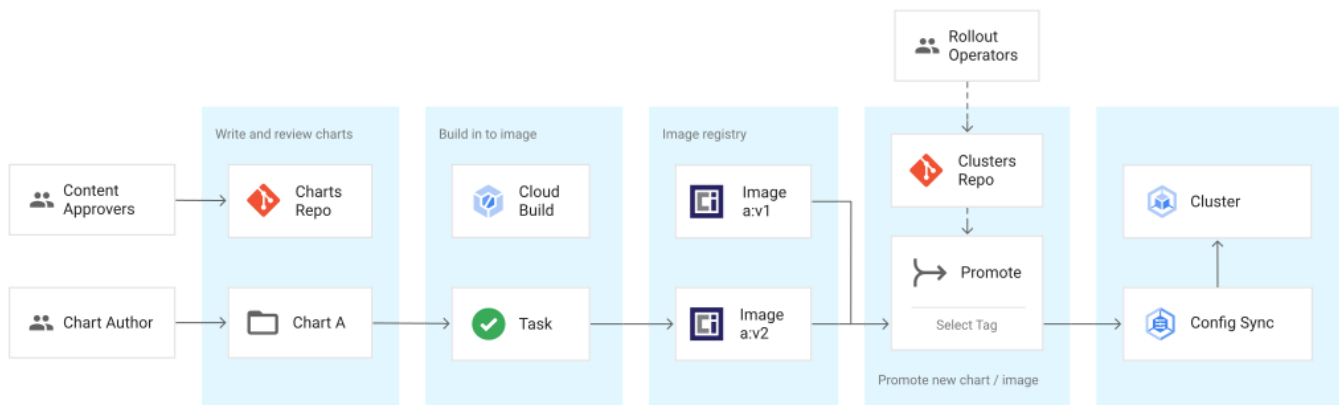 Rollout
Operators
Write and review charts
Build in to image
Image registry
Content
Approvers
Charts
Repo
Cloud
Build
Image
a:v1
Clusters
Repo
Cluster
Chart Author
Chart A
Task
Image
a:v2
Promote
Select Tag
Config Sync
Promote new chart / image